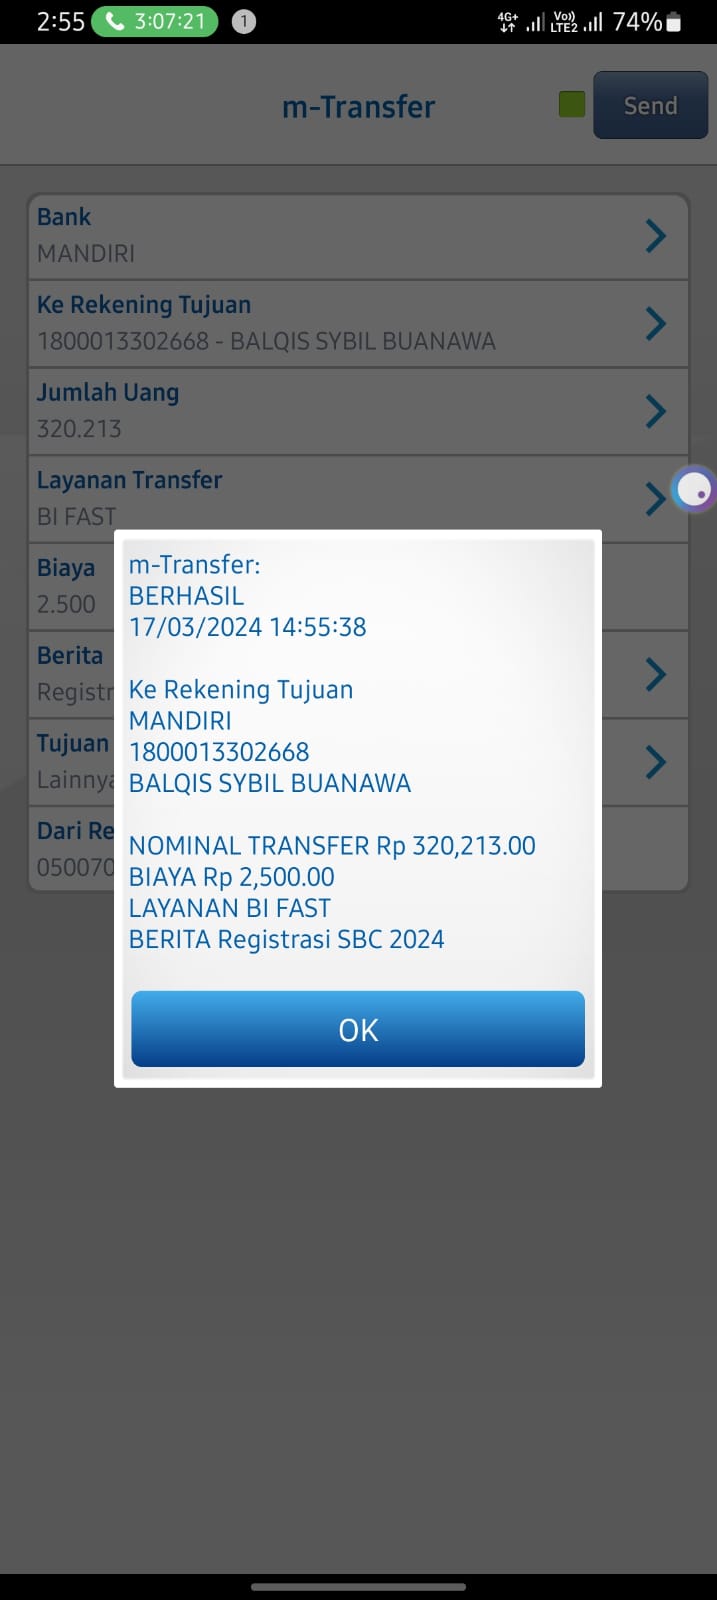 2:55 3:07:21 1 4G+ Vo)) LTE2 74%
m-Transfer
Send
Bank
MANDIRI
Ke Rekening Tujuan
1800013302668 - BALQIS SYBIL BUANAWA
Jumlah Uang
320.213
Layanan Transfer
BI FAST
Biaya
2.500
Berita
Registr
Tujuan
Lainnya
Dari Re
050070
m-Transfer:
BERHASIL
17/03/2024 14:55:38
Ke Rekening Tujuan
MANDIRI
1800013302668
BALQIS SYBIL BUANAWA
NOMINAL TRANSFER Rp 320,213.00
BIAYA Rp 2,500.00
LAYANAN BI FAST
BERITA Registrasi SBC 2024
OK